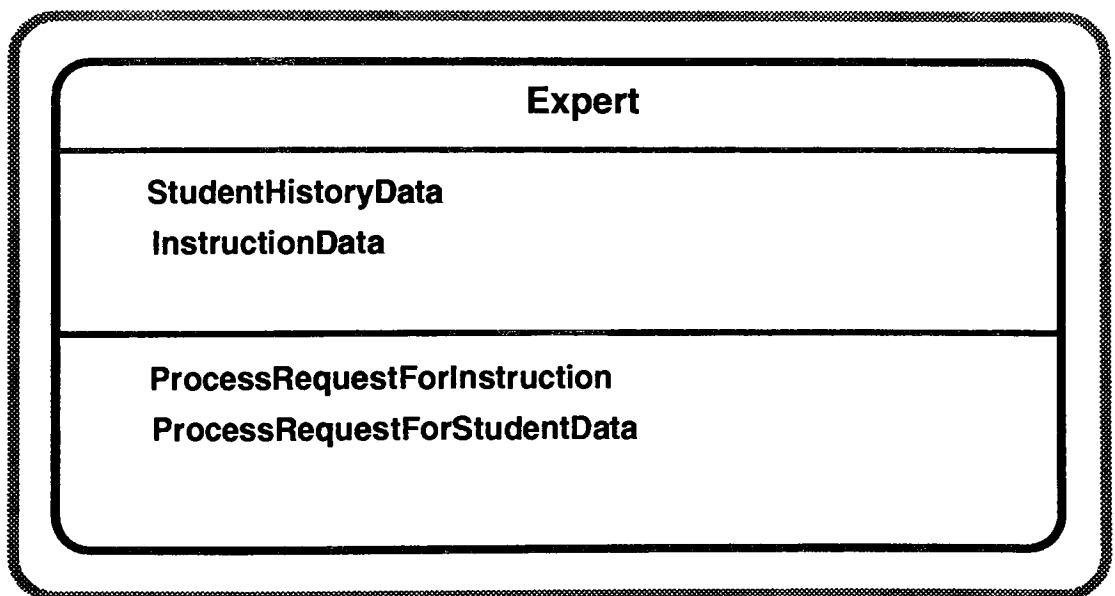 Expert
StudentHistoryData
InstructionData
ProcessRequestForInstruction
ProcessRequestForStudentData